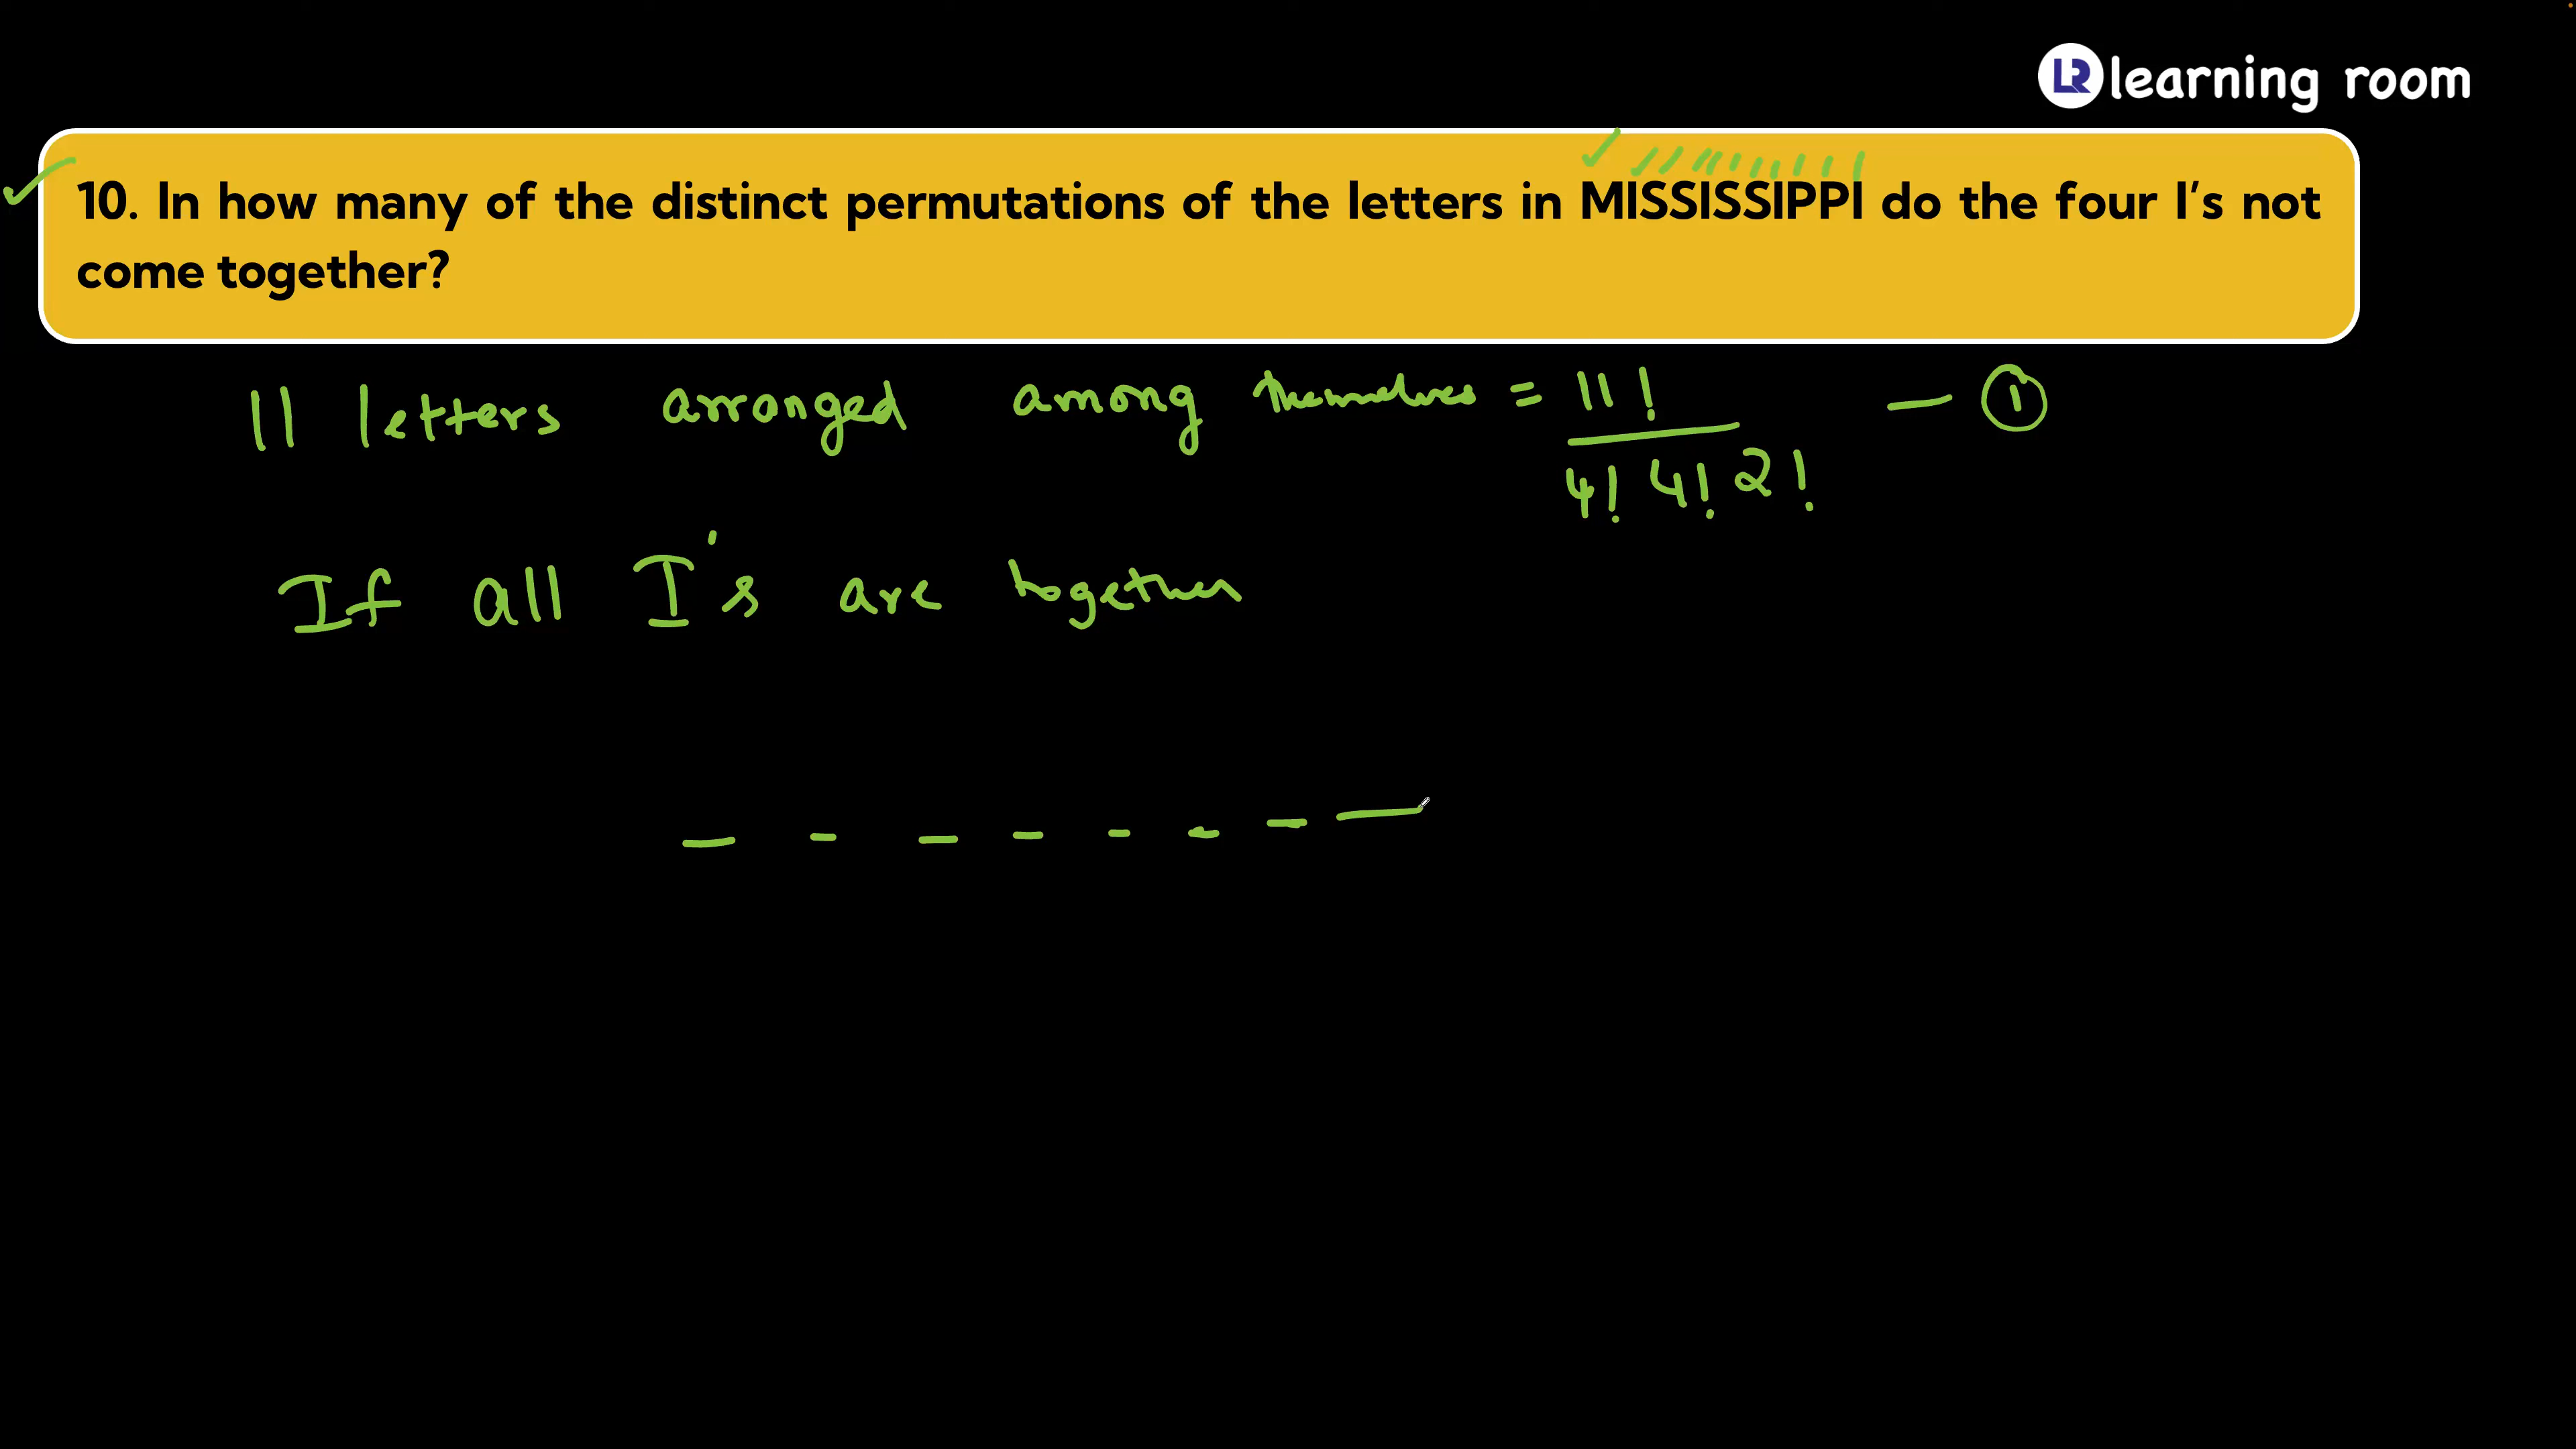 LR learning room
10. In how many of the distinct permutations of the letters in MISSISSIPPI do the four I’s not
come together?
11 letters arranged among themselves = 11! / 4! 4! 2! — ①
If all I's are together